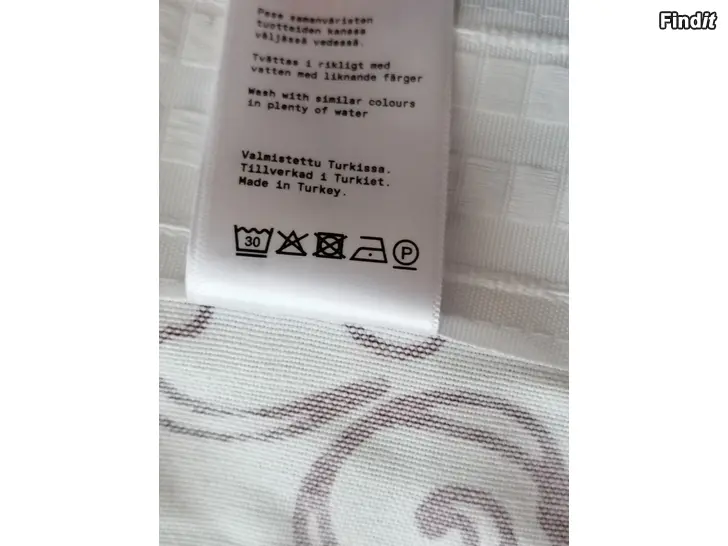 Findit
Pese samanväristen
tuotteiden kanssa
väljässä vedessä.
Tvättas i rikligt med
vatten med liknande färger
Wash with similar colours
in plenty of water
Valmistettu Turkissa.
Tillverkad i Turkiet.
Made in Turkey.
30
P